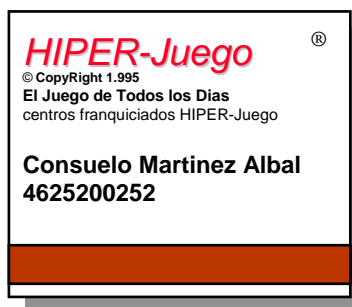 HIPER-Juego ®
© CopyRight 1.995
El Juego de Todos los Dias
centros franquiciados HIPER-Juego
Consuelo Martinez Albal
4625200252